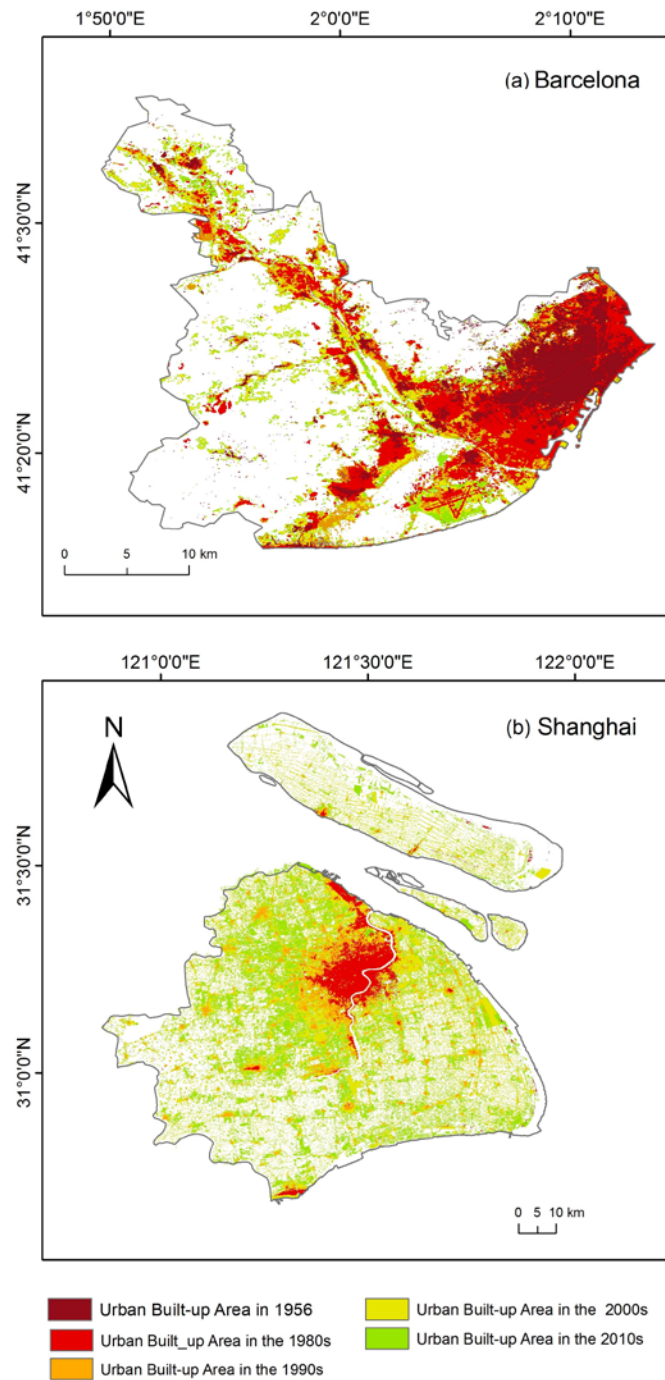 1°50'0"E 2°0'0"E 2°10'0"E
(a) Barcelona
41°30'0"N
41°20'0"N
0 5 10 km
121°0'0"E 121°30'0"E 122°0'0"E
N
(b) Shanghai
31°30'0"N
31°0'0"N
0 5 10 km
Urban Built-up Area in 1956
Urban Built_up Area in the 1980s
Urban Built-up Area in the 1990s
Urban Built-up Area in the 2000s
Urban Built-up Area in the 2010s